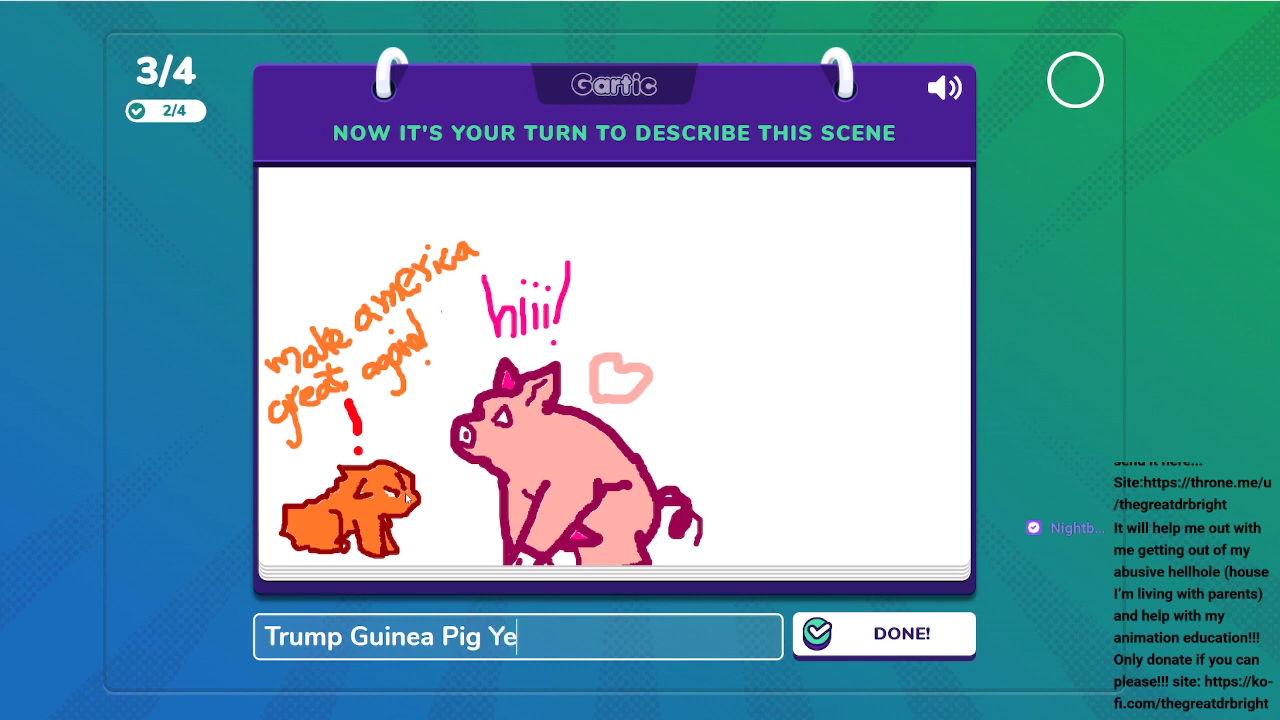 3/4
2/4
Gartic
NOW IT'S YOUR TURN TO DESCRIBE THIS SCENE
make america
great again!
!
hiii!
Trump Guinea Pig Ye
DONE!
send it here!!!
Site:https://throne.me/u
/thegreatdrbright
Nightb...
It will help me out with
me getting out of my
abusive hellhole (house
I'm living with parents)
and help with my
animation education!!!
Only donate if you can
please!!! site: https://ko-
fi.com/thegreatdrbright